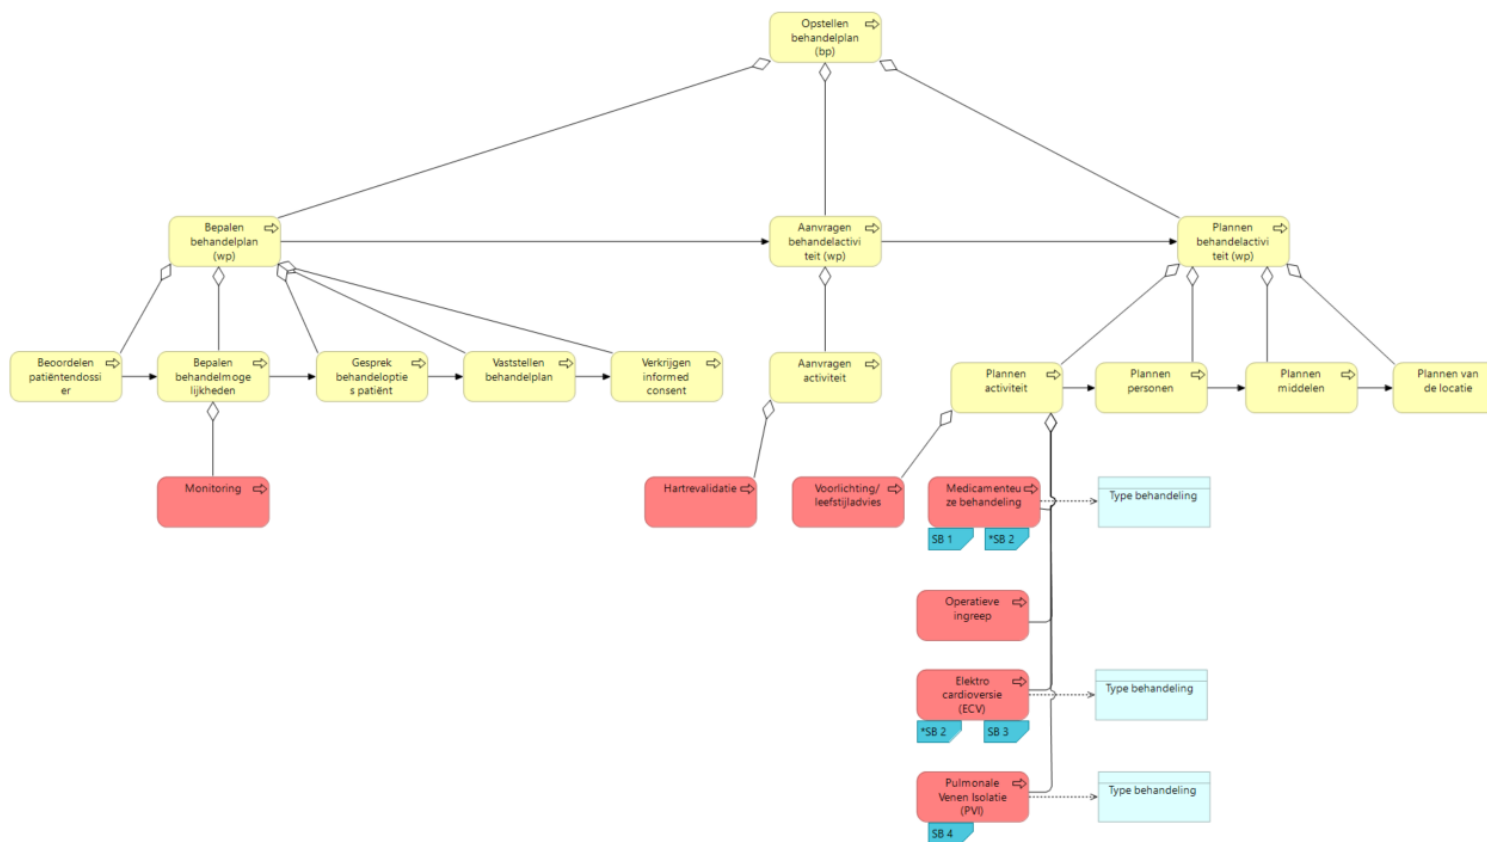 Opstellen
behandelplan
(bp)
Bepalen
behandelplan
(wp)
Aanvragen
behandelactivi
teit (wp)
Plannen
behandelactivi
teit (wp)
Beoordelen
patiëntendossi
er
Bepalen
behandelmoge
lijkheden
Gesprek
behandeloptie
s patiënt
Vaststellen
behandelplan
Verkrijgen
informed
consent
Aanvragen
activiteit
Plannen
activiteit
Plannen
personen
Plannen
middelen
Plannen van
de locatie
Monitoring
Hartrevalidatie
Voorlichting/
leefstijladvies
Medicamenteu
ze behandeling
Type behandeling
SB 1
*SB 2
Operatieve
ingreep
Elektro
cardioversie
(ECV)
Type behandeling
*SB 2
SB 3
Pulmonale
Venen Isolatie
(PVI)
Type behandeling
SB 4